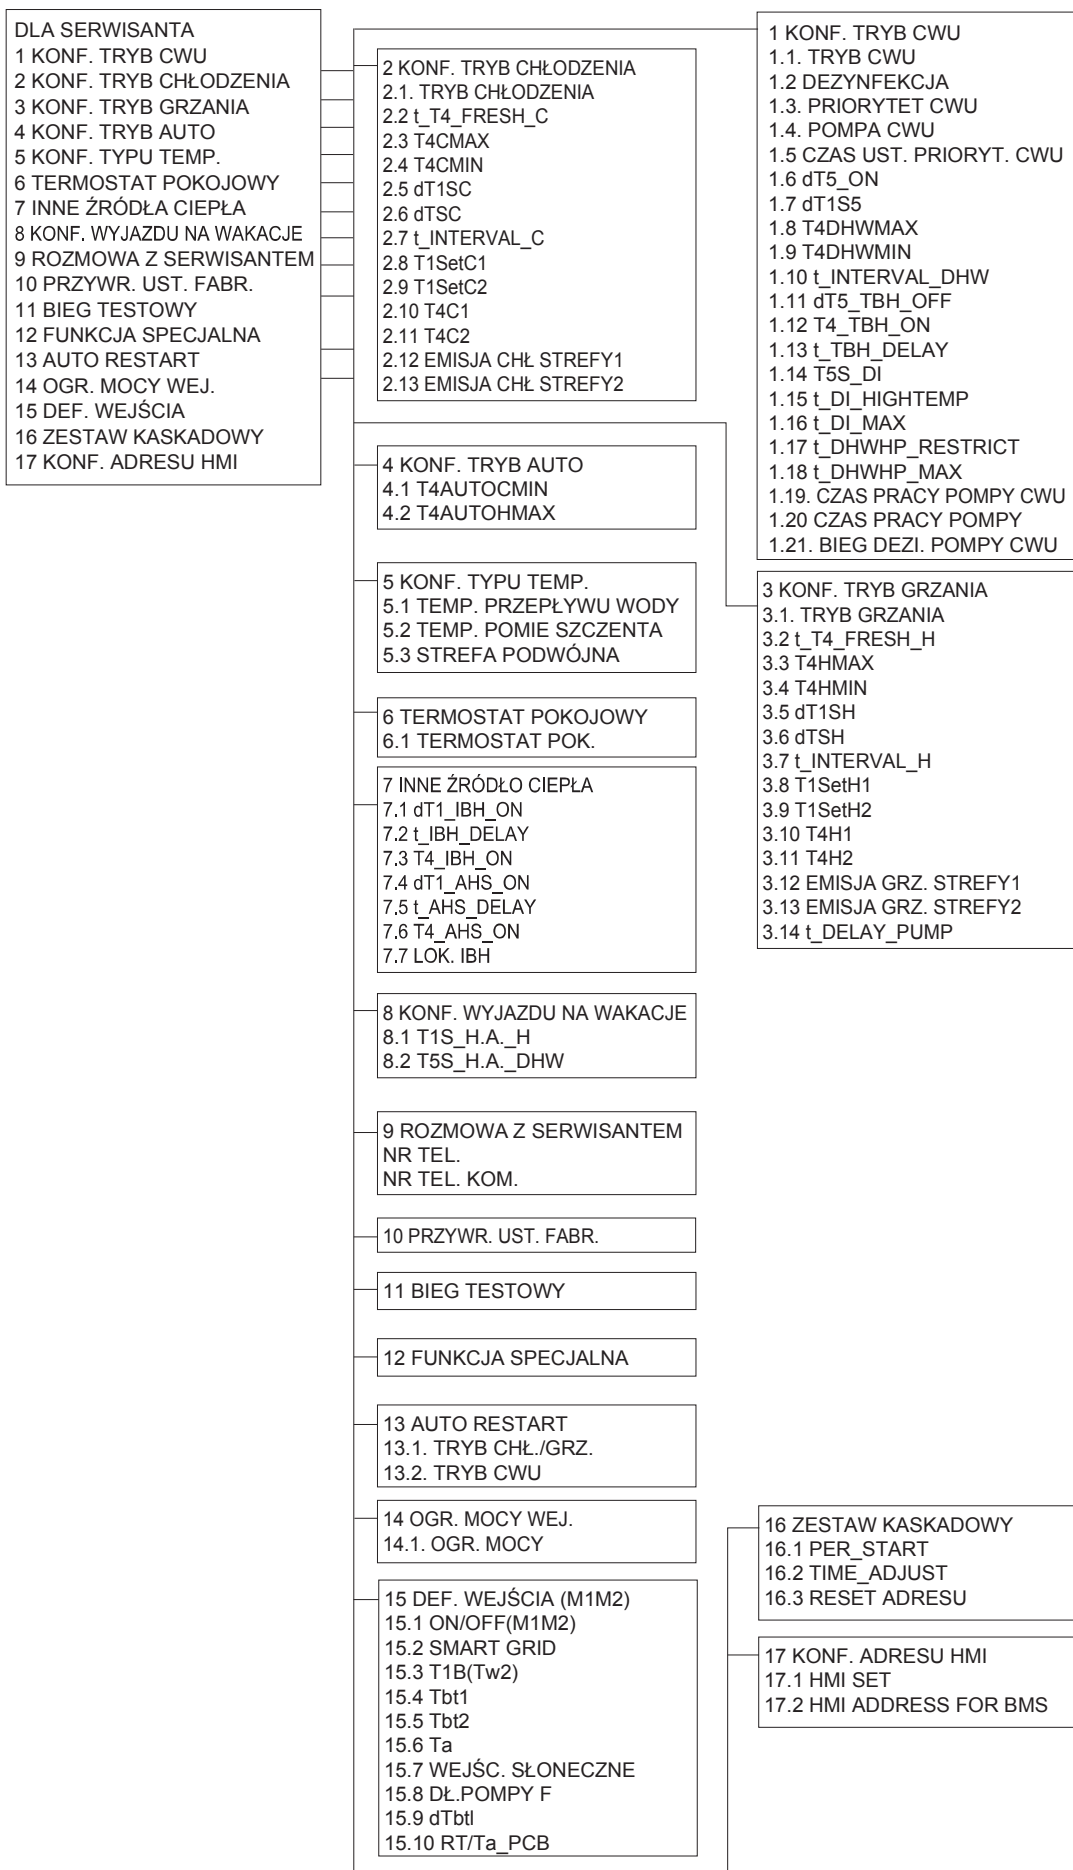 DLA SERWISANTA
1 KONF. TRYB CWU
2 KONF. TRYB CHŁODZENIA
3 KONF. TRYB GRZANIA
4 KONF. TRYB AUTO
5 KONF. TYPU TEMP.
6 TERMOSTAT POKOJOWY
7 INNE ŹRÓDŁA CIEPŁA
8 KONF. WYJAZDU NA WAKACJE
9 ROZMOWA Z SERWISANTEM
10 PRZYWR. UST. FABR.
11 BIEG TESTOWY
12 FUNKCJA SPECJALNA
13 AUTO RESTART
14 OGR. MOCY WEJ.
15 DEF. WEJŚCIA
16 ZESTAW KASKADOWY
17 KONF. ADRESU HMI
1 KONF. TRYB CWU
1.1. TRYB CWU
1.2 DEZYNFEKCJA
1.3. PRIORYTET CWU
1.4. POMPA CWU
1.5 CZAS UST. PRIORYT. CWU
1.6 dT5_ON
1.7 dT1S5
1.8 T4DHWMAX
1.9 T4DHWMIN
1.10 t_INTERVAL_DHW
1.11 dT5_TBH_OFF
1.12 T4_TBH_ON
1.13 t_TBH_DELAY
1.14 T5S_DI
1.15 t_DI_HIGHTEMP
1.16 t_DI_MAX
1.17 t_DHWHP_RESTRICT
1.18 t_DHWHP_MAX
1.19. CZAS PRACY POMPY CWU
1.20 CZAS PRACY POMPY
1.21. BIEG DEZI. POMPY CWU
2 KONF. TRYB CHŁODZENIA
2.1. TRYB CHŁODZENIA
2.2 t_T4_FRESH_C
2.3 T4CMAX
2.4 T4CMIN
2.5 dT1SC
2.6 dTSC
2.7 t_INTERVAL_C
2.8 T1SetC1
2.9 T1SetC2
2.10 T4C1
2.11 T4C2
2.12 EMISJA CHŁ STREFY1
2.13 EMISJA CHŁ STREFY2
3 KONF. TRYB GRZANIA
3.1. TRYB GRZANIA
3.2 t_T4_FRESH_H
3.3 T4HMAX
3.4 T4HMIN
3.5 dT1SH
3.6 dTSH
3.7 t_INTERVAL_H
3.8 T1SetH1
3.9 T1SetH2
3.10 T4H1
3.11 T4H2
3.12 EMISJA GRZ. STREFY1
3.13 EMISJA GRZ. STREFY2
3.14 t_DELAY_PUMP
4 KONF. TRYB AUTO
4.1 T4AUTOCMIN
4.2 T4AUTOHMAX
5 KONF. TYPU TEMP.
5.1 TEMP. PRZEPŁYWU WODY
5.2 TEMP. POMIE SZCZENTA
5.3 STREFA PODWÓJNA
6 TERMOSTAT POKOJOWY
6.1 TERMOSTAT POK.
7 INNE ŹRÓDŁO CIEPŁA
7.1 dT1_IBH_ON
7.2 t_IBH_DELAY
7.3 T4_IBH_ON
7.4 dT1_AHS_ON
7.5 t_AHS_DELAY
7.6 T4_AHS_ON
7.7 LOK. IBH
8 KONF. WYJAZDU NA WAKACJE
8.1 T1S_H.A._H
8.2 T5S_H.A._DHW
9 ROZMOWA Z SERWISANTEM
NR TEL.
NR TEL. KOM.
10 PRZYWR. UST. FABR.
11 BIEG TESTOWY
12 FUNKCJA SPECJALNA
13 AUTO RESTART
13.1. TRYB CHŁ./GRZ.
13.2. TRYB CWU
14 OGR. MOCY WEJ.
14.1. OGR. MOCY
15 DEF. WEJŚCIA (M1M2)
15.1 ON/OFF(M1M2)
15.2 SMART GRID
15.3 T1B(Tw2)
15.4 Tbt1
15.5 Tbt2
15.6 Ta
15.7 WEJŚC. SŁONECZNE
15.8 DŁ.POMPY F
15.9 dTbtl
15.10 RT/Ta_PCB
16 ZESTAW KASKADOWY
16.1 PER_START
16.2 TIME_ADJUST
16.3 RESET ADRESU
17 KONF. ADRESU HMI
17.1 HMI SET
17.2 HMI ADDRESS FOR BMS